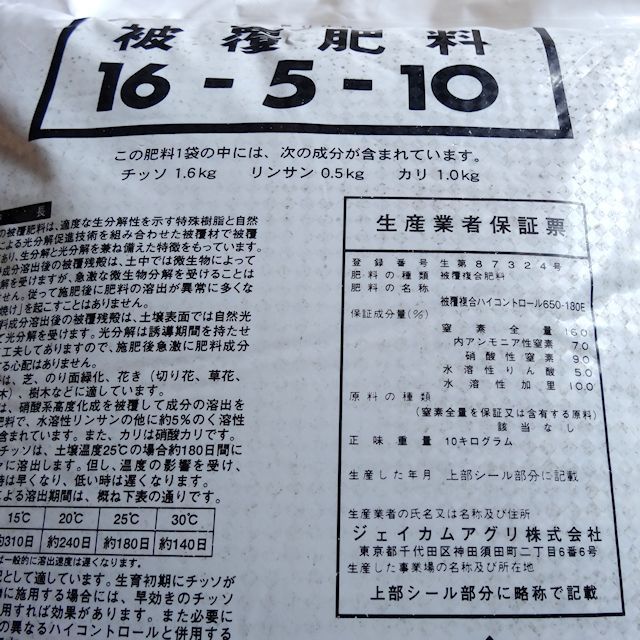 被覆肥料
16-5-10
この肥料1袋の中には、次の成分が含まれています。
チッソ 1.6kg リンサン 0.5kg カリ 1.0kg
長
の被覆肥料は、適度な生分解性を示す特殊樹脂と自然
による光分解促進技術を組み合わせた被覆材で被覆
あり、生分解と光分解を兼ね備えた特徴をもっています。
成分溶出後の被覆残殻は、土中では微生物によって
解を受けますが、急激な微生物分解を受けることは
せん。従って施肥後に肥料の溶出が異常に多くな
焼け」を起こすことはありません。
料成分溶出後の被覆残殻は、土壌表面では自然光
て光分解を受けます。光分解は誘導期間を持たせ
工夫してありますので、施肥後急激に肥料成分
る心配はありません。
は、芝、のり面緑化、花き（切り花、草花、
木）、樹木などに適しています。
は、硝酸系高度化成を被覆して成分の溶出を
肥料で、水溶性リンサンの他に約5%のく溶性
含まれています。また、カリは硝酸カリです。
チッソは、土壌温度25℃の場合約180日間に
々に溶出します。但し、温度の影響を受け、
時は早くなり、低い時は遅くなります。
による溶出期間は、概ね下表の通りです。
15℃ 20℃ 25℃ 30℃
約310日 約240日 約180日 約140日
は一般的に溶出速度は遅くなります。
肥として適しています。生育初期にチッソが
的に施用する場合には、早効きのチッソ
用すれば効果があります。また必要に
の異なるハイコントロールと併用する
生産業者保証票
登録番号 生第87324号
肥料の種類 被覆複合肥料
肥料の名称
被覆複合ハイコントロール650-180E
保証成分量(%)
窒素全量 16.0
内アンモニア性窒素 7.0
硝酸性窒素 9.0
水溶性りん酸 5.0
水溶性加里 10.0
原料の種類
（窒素全量を保証又は含有する原料）
該当なし
正味重量 10キログラム
生産した年月 上部シール部分に記載
生産業者の氏名又は名称及び住所
ジェイカムアグリ株式会社
東京都千代田区神田須田町二丁目6番6号
生産した事業場の名称及び所在地
上部シール部分に略称で記載